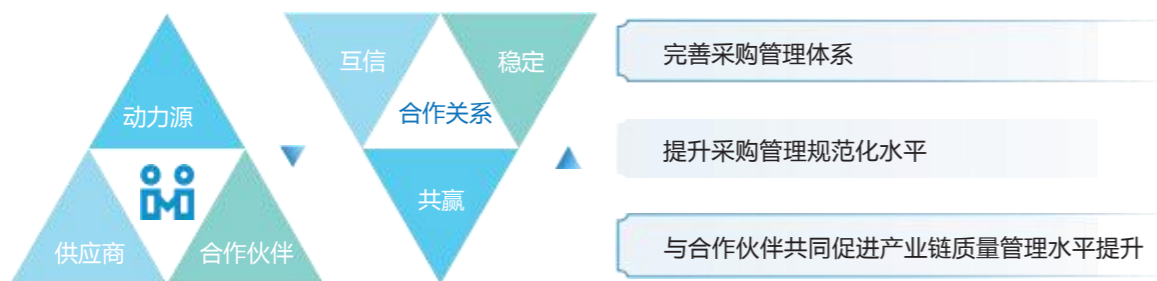 动力源
供应商
合作伙伴
互信
稳定
合作关系
共赢
完善采购管理体系
提升采购管理规范化水平
与合作伙伴共同促进产业链质量管理水平提升